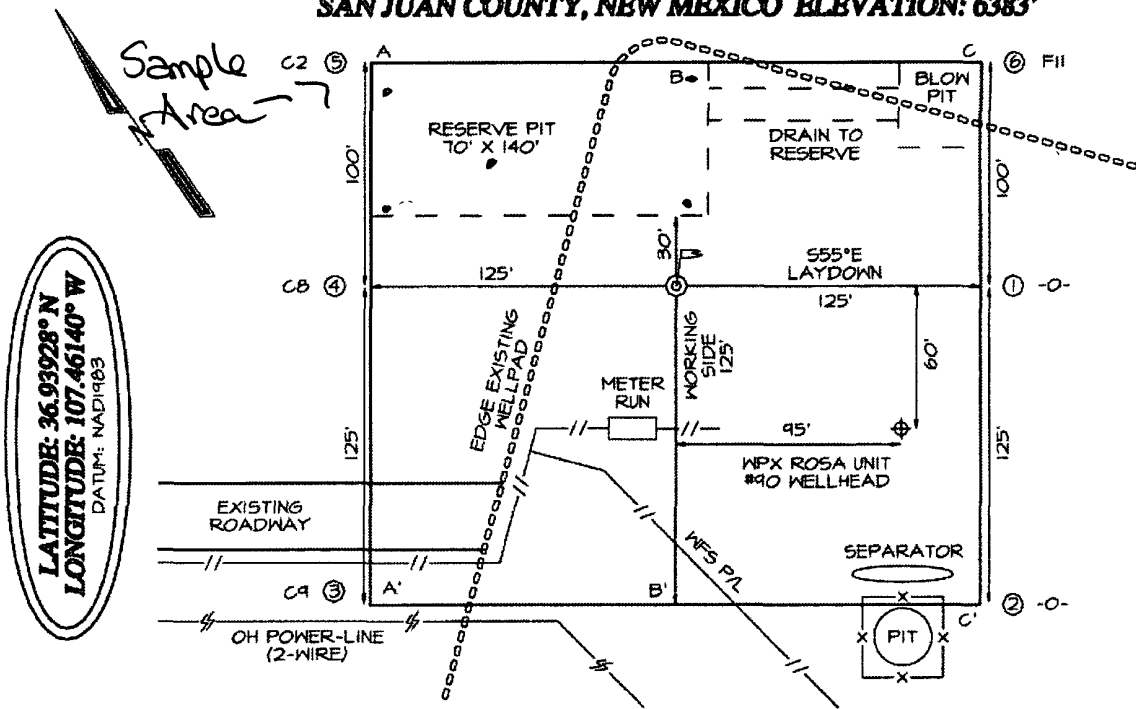 SAN JUAN COUNTY, NEW MEXICO ELEVATION: 6383'
Sample
Area
N
C2 ⑤
A
B
C
⑥ F11
BLOW
PIT
RESERVE PIT
70' X 140'
DRAIN TO
RESERVE
100'
100'
30'
C8 ④
125'
S55°E
LAYDOWN
125'
① -0-
LATITUDE: 36.93928° N
LONGITUDE: 107.46140° W
DATUM: NAD1983
EDGE EXISTING
WELLPAD
WORKING
SIDE
125'
60'
METER
RUN
95'
125'
125'
WPX ROSA UNIT
#90 WELLHEAD
EXISTING
ROADWAY
WFS P/L
SEPARATOR
C9 ③
A'
B'
C'
② -0-
OH POWER-LINE
(2-WIRE)
PIT